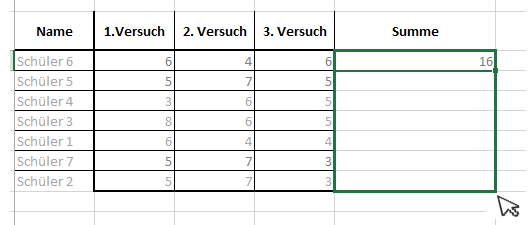 Name 1.Versuch 2. Versuch 3. Versuch Summe
Schüler 6 6 4 6 16
Schüler 5 5 7 5
Schüler 4 3 6 5
Schüler 3 8 6 5
Schüler 1 6 4 4
Schüler 7 5 7 3
Schüler 2 5 7 3